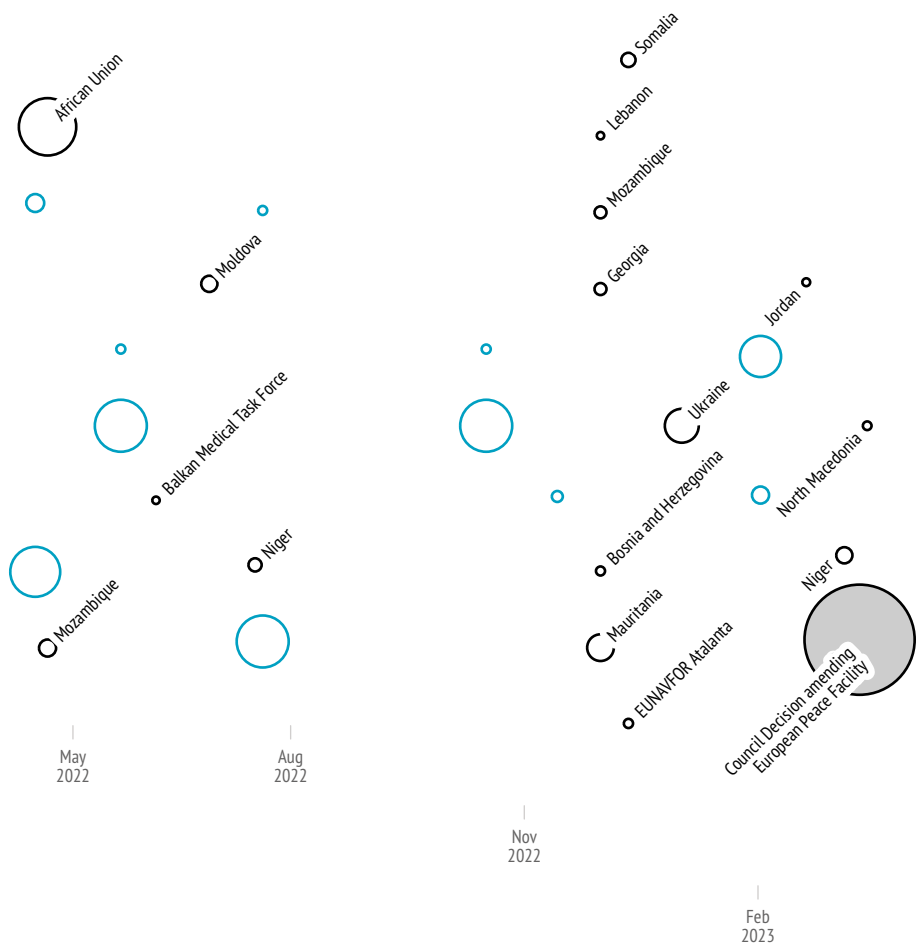 Somalia
African Union
Lebanon
Mozambique
Moldova
Georgia
Jordan
Balkan Medical Task Force
Ukraine
North Macedonia
Bosnia and Herzegovina
Niger
Niger
Mozambique
Mauritania
EUNAVFOR Atalanta
Council Decision amending
European Peace Facility
May
2022
Aug
2022
Nov
2022
Feb
2023